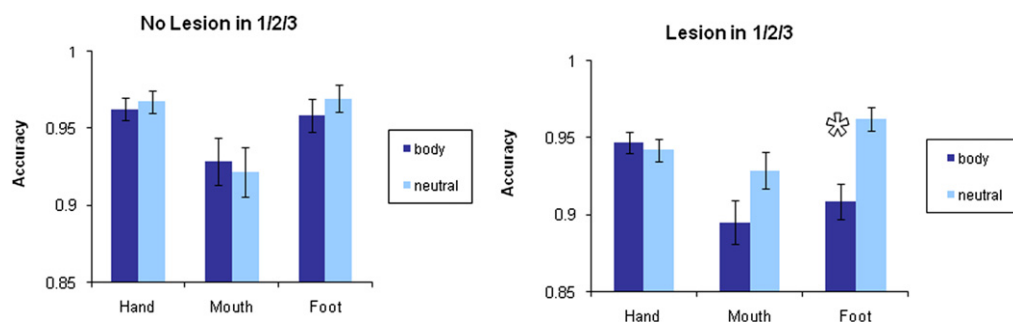 No Lesion in 1/2/3
1
0.95
0.9
0.85
Accuracy
Hand Mouth Foot
body
neutral
Lesion in 1/2/3
1
0.95
0.9
0.85
Accuracy
*
Hand Mouth Foot
body
neutral